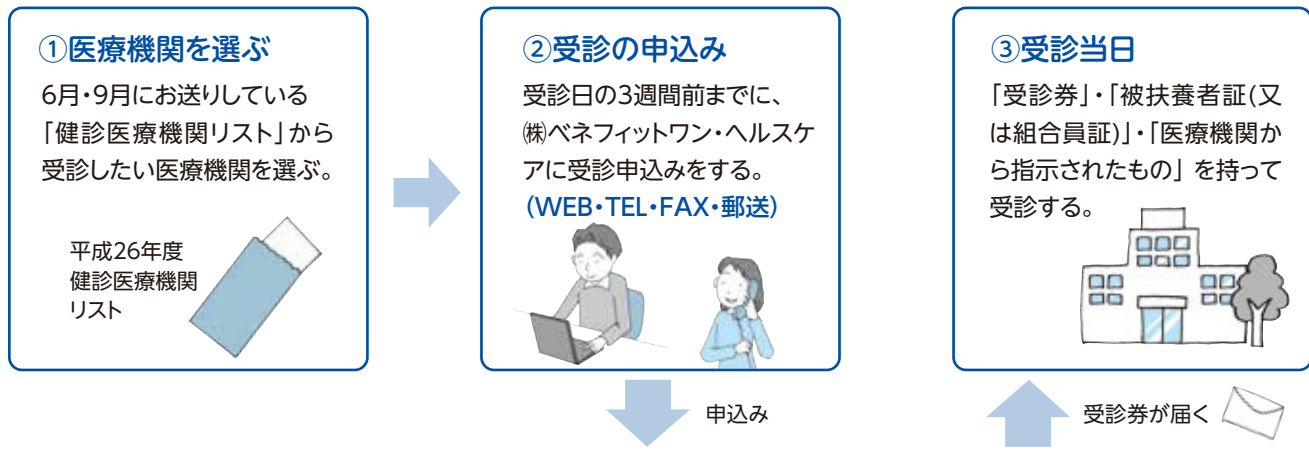 ①医療機関を選ぶ
6月・9月にお送りしている
「健診医療機関リスト」から
受診したい医療機関を選ぶ。
平成26年度
健診医療機関
リスト
②受診の申込み
受診日の3週間前までに、
㈱ベネフィットワン・ヘルスケ
アに受診申込みをする。
(WEB・TEL・FAX・郵送)
申込み
③受診当日
「受診券」・「被扶養者証(又
は組合員証)」・「医療機関か
ら指示されたもの」を持って
受診する。
受診券が届く